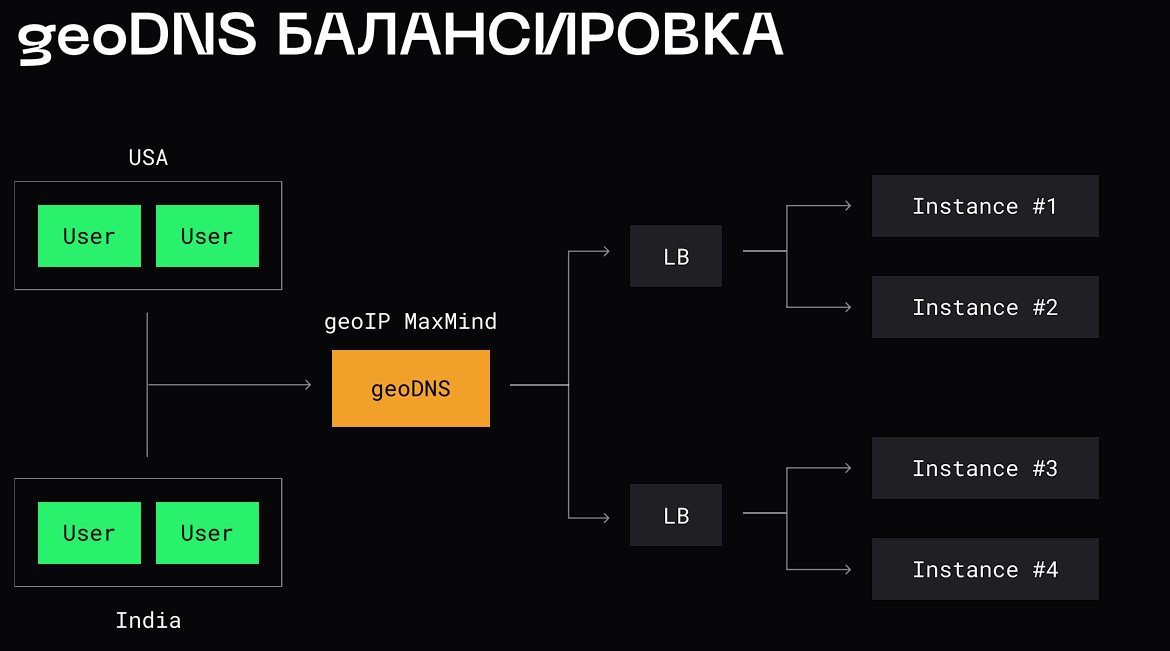 geoDNS БАЛАНСИРОВКА
USA
User User
geoIP MaxMind
geoDNS
India
User User
LB
LB
Instance #1
Instance #2
Instance #3
Instance #4